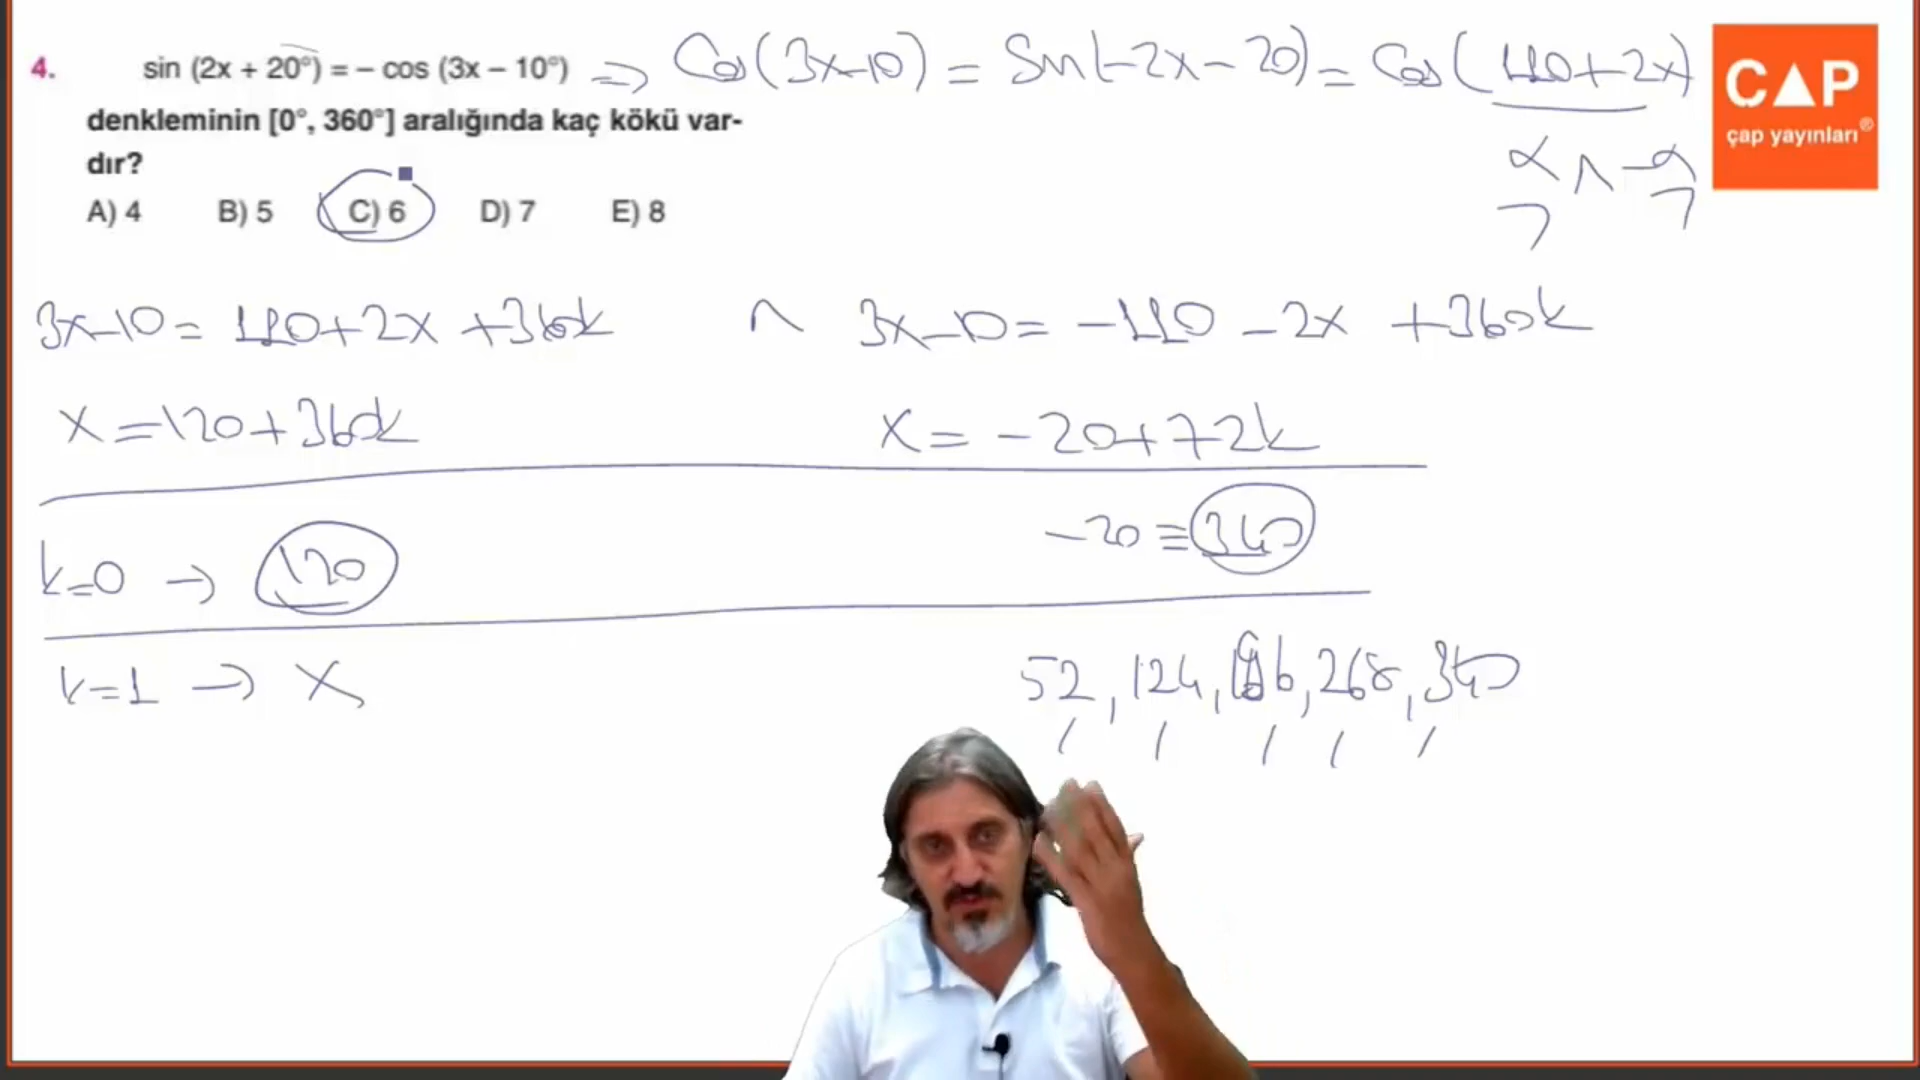 4. sin (2x + 20°) = – cos (3x – 10°) ⇒ Cos(3x–10) = Sin(–2x–20) = Cos(110+2x)
denkleminin [0°, 360°] aralığında kaç kökü var-
dır?
A) 4 B) 5 C) 6 D) 7 E) 8
CAP
çap yayınları®
α ∧ –α
3x–10 = 110+2x +360k ∧ 3x–10 = –110 –2x +360k
x = 120+360k x = –20+72k
–20 ≡ 340
k=0 → 120
k=1 → X
52, 124, 196, 268, 340